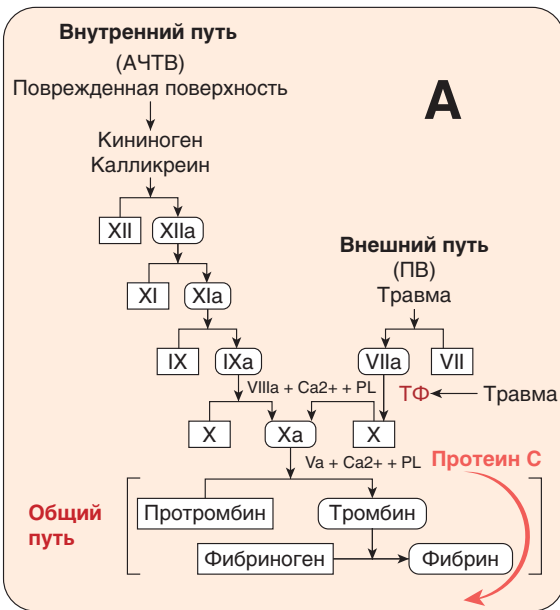 Внутренний путь
(АЧТВ)
Поврежденная поверхность
А
Кининоген
Калликреин
XII
XIIa
XI
XIa
IX
IXa
Внешний путь
(ПВ)
Травма
VIIa
VII
VIIIa + Ca2+ + PL
ТФ
Травма
X
Xa
X
Va + Ca2+ + PL
Протеин С
Общий
путь
Протромбин
Тромбин
Фибриноген
Фибрин